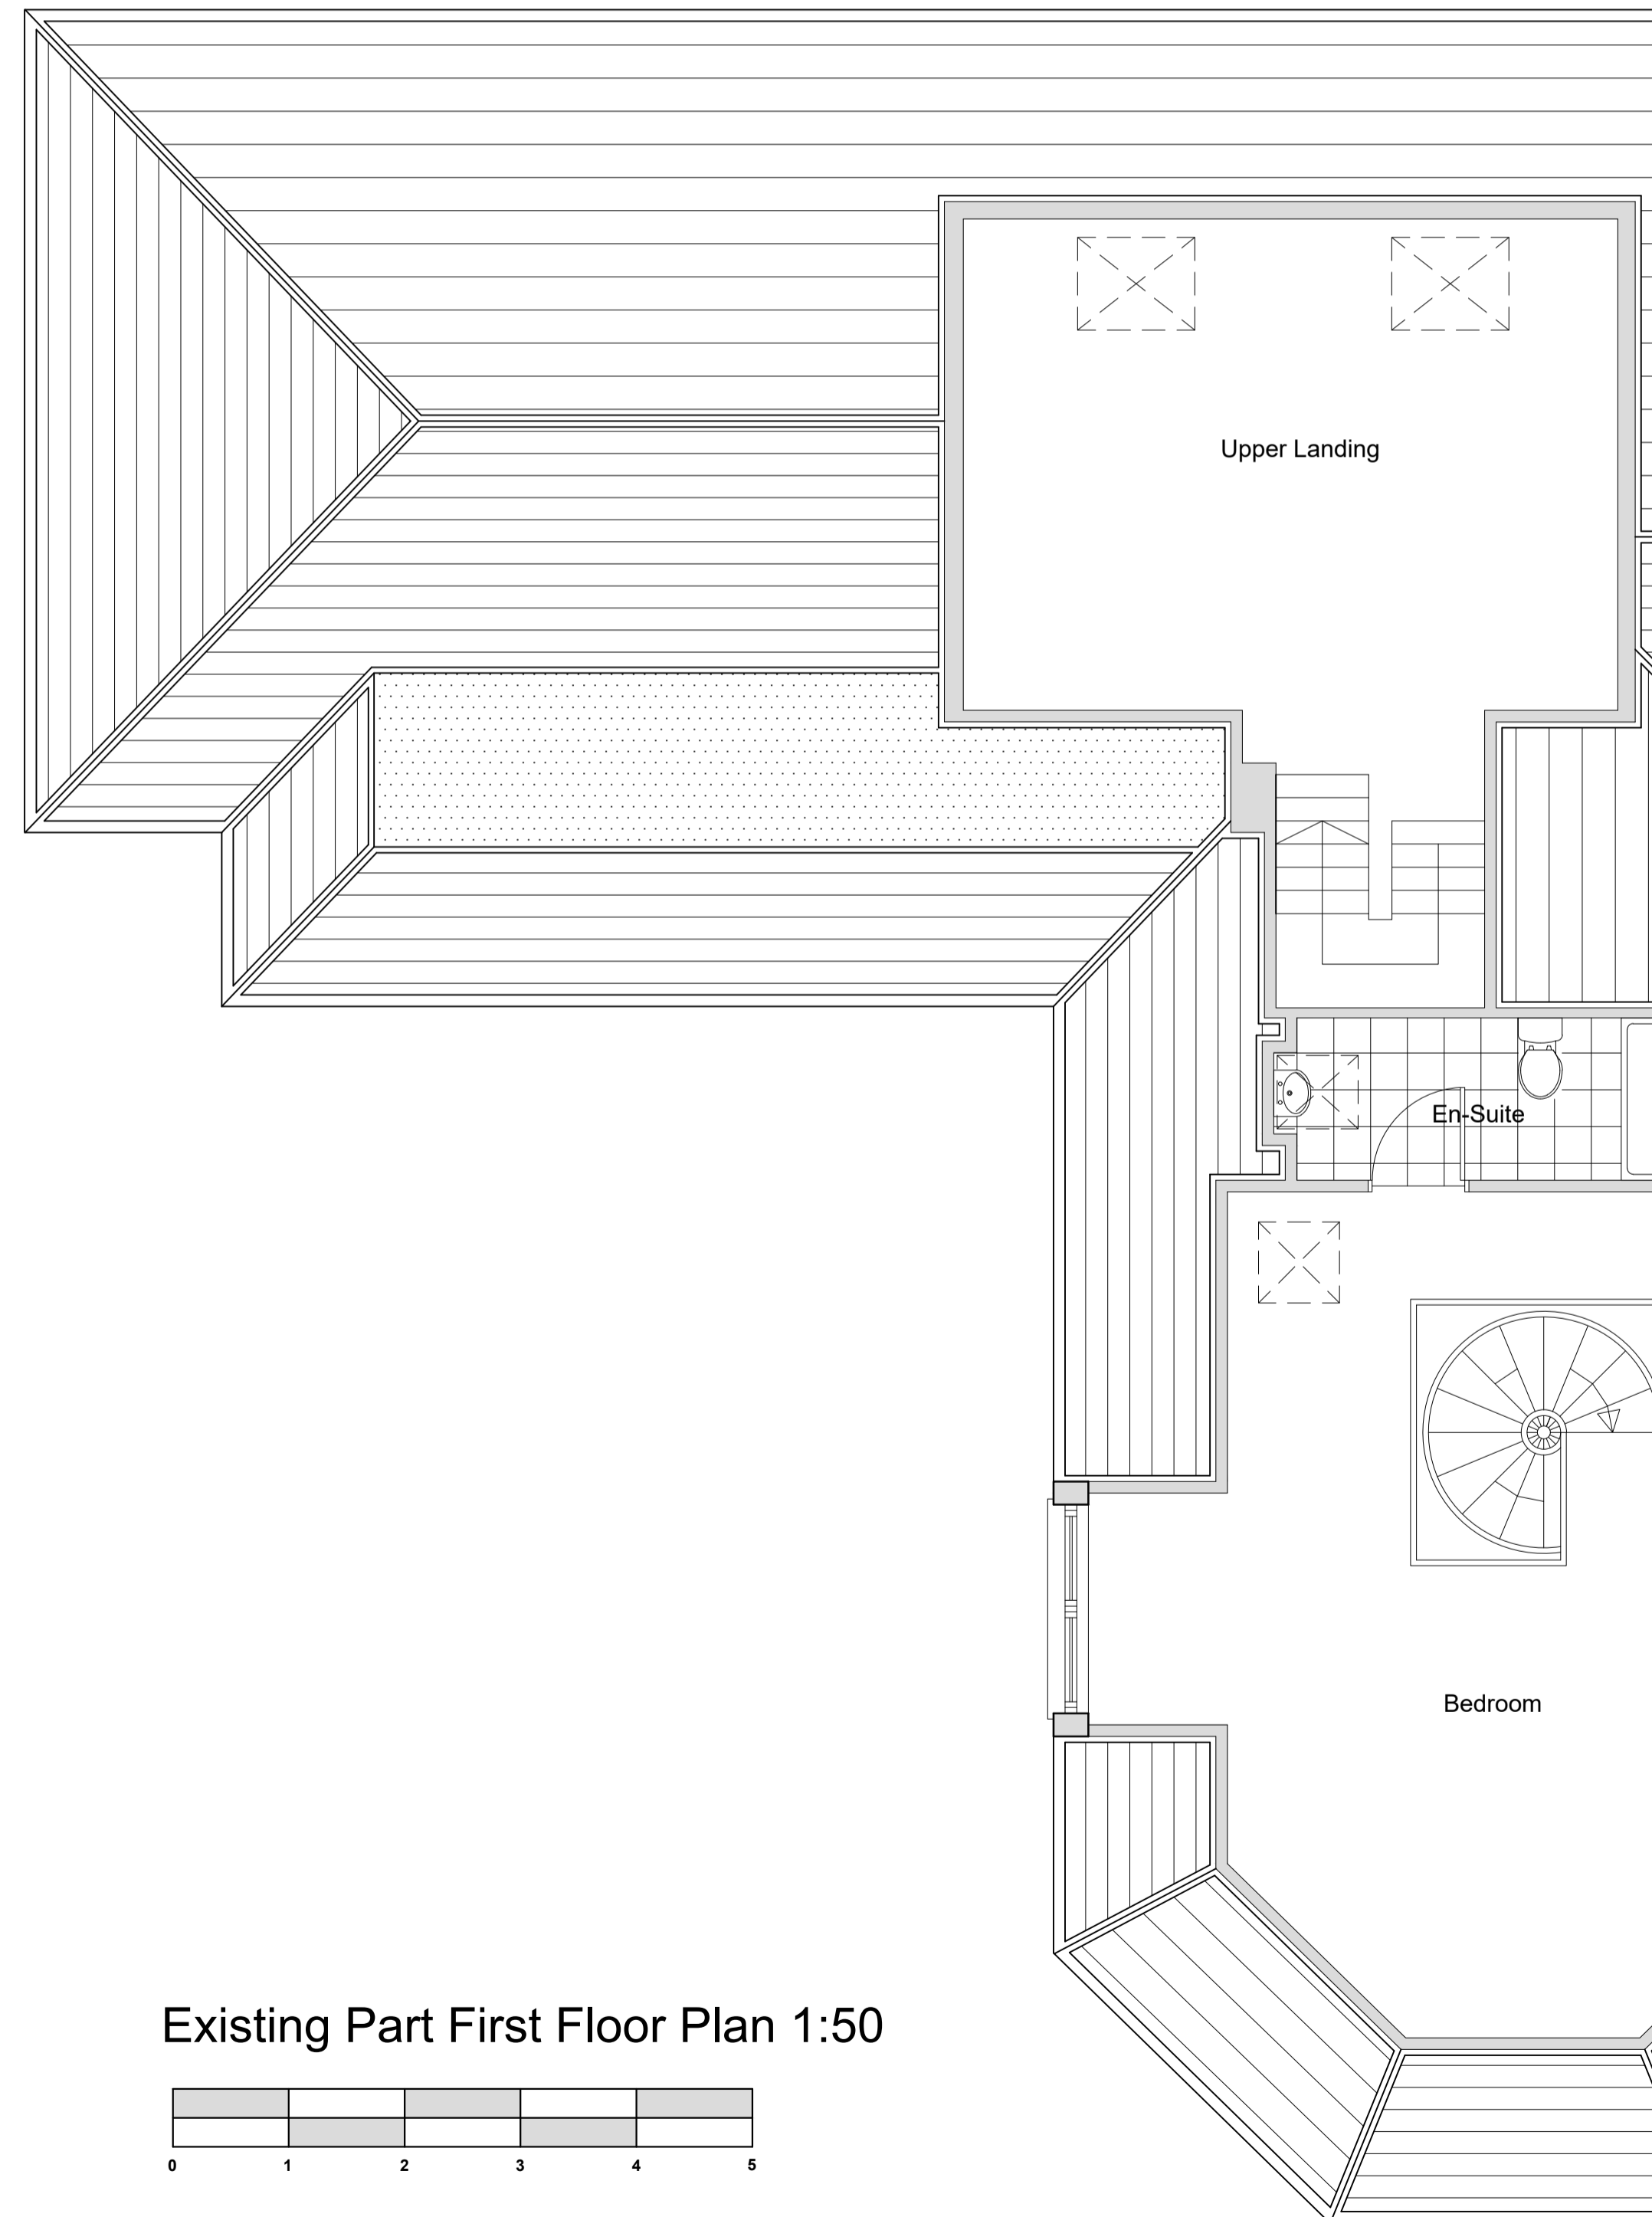 Upper Landing
En-Suite
Bedroom
Existing Part First Floor Plan 1:50
0 1 2 3 4 5